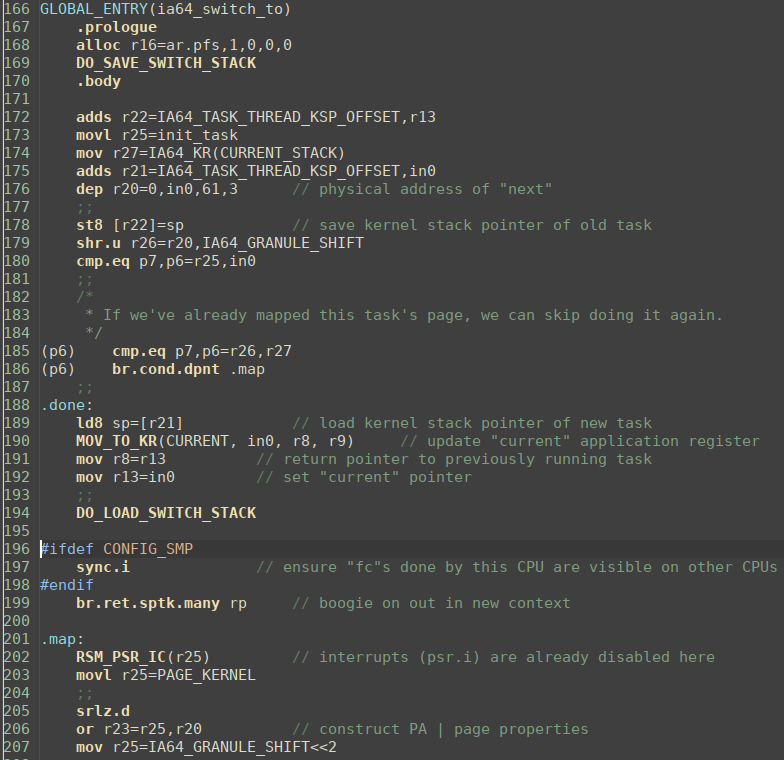 166 GLOBAL_ENTRY(ia64_switch_to)
167     .prologue
168     alloc r16=ar.pfs,1,0,0,0
169     DO_SAVE_SWITCH_STACK
170     .body
171
172     adds r22=IA64_TASK_THREAD_KSP_OFFSET,r13
173     movl r25=init_task
174     mov r27=IA64_KR(CURRENT_STACK)
175     adds r21=IA64_TASK_THREAD_KSP_OFFSET,in0
176     dep r20=0,in0,61,3      // physical address of "next"
177     ;;
178     st8 [r22]=sp            // save kernel stack pointer of old task
179     shr.u r26=r20,IA64_GRANULE_SHIFT
180     cmp.eq p7,p6=r25,in0
181     ;;
182     /*
183      * If we've already mapped this task's page, we can skip doing it again.
184      */
185 (p6)    cmp.eq p7,p6=r26,r27
186 (p6)    br.cond.dpnt .map
187     ;;
188 .done:
189     ld8 sp=[r21]            // load kernel stack pointer of new task
190     MOV_TO_KR(CURRENT, in0, r8, r9)     // update "current" application register
191     mov r8=r13          // return pointer to previously running task
192     mov r13=in0         // set "current" pointer
193     ;;
194     DO_LOAD_SWITCH_STACK
195
196 #ifdef CONFIG_SMP
197     sync.i              // ensure "fc"s done by this CPU are visible on other CPUs
198 #endif
199     br.ret.sptk.many rp     // boogie on out in new context
200
201 .map:
202     RSM_PSR_IC(r25)         // interrupts (psr.i) are already disabled here
203     movl r25=PAGE_KERNEL
204     ;;
205     srlz.d
206     or r23=r25,r20          // construct PA | page properties
207     mov r25=IA64_GRANULE_SHIFT<<2